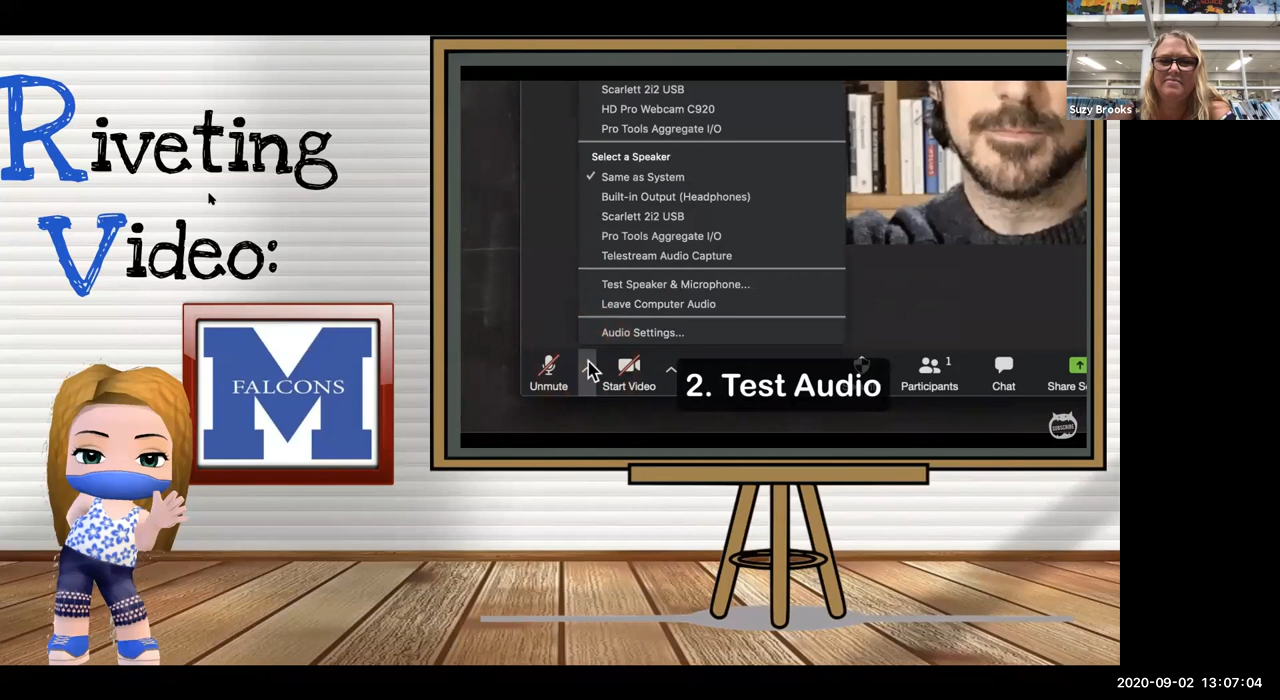 Riveting
Video:
FALCONS
Scarlett 2i2 USB
HD Pro Webcam C920
Pro Tools Aggregate I/O
Select a Speaker
✓ Same as System
Built-in Output (Headphones)
Scarlett 2i2 USB
Pro Tools Aggregate I/O
Telestream Audio Capture
Test Speaker & Microphone...
Leave Computer Audio
Audio Settings...
Unmute
Start Video
2. Test Audio
1
Participants
Chat
Share S
SUBSCRIBE
Suzy Brooks
2020-09-02 13:07:04